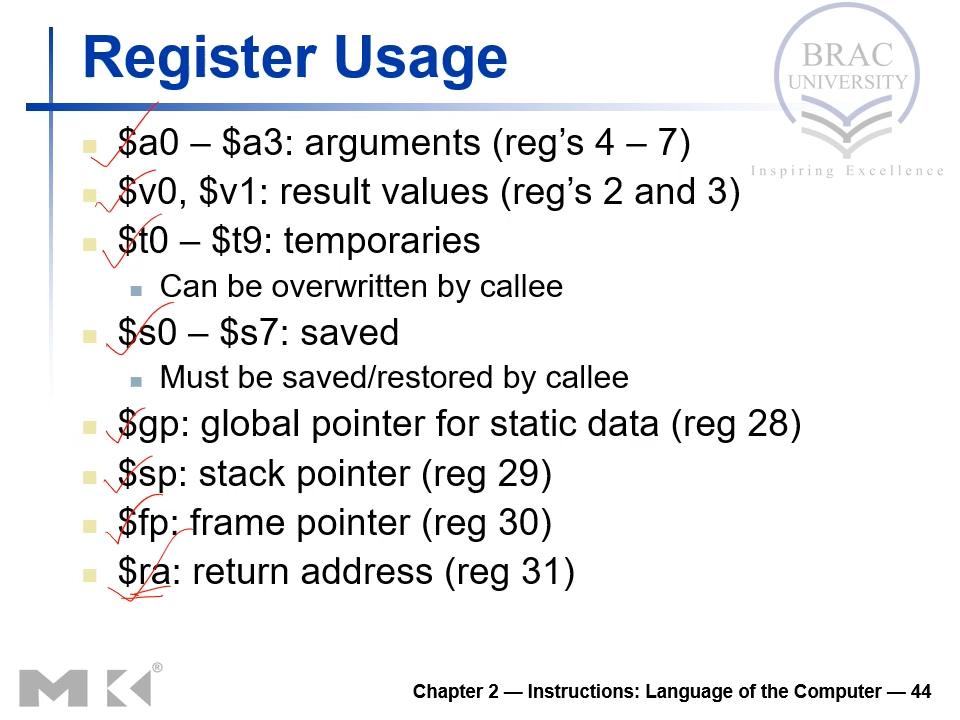 Register Usage
BRAC
UNIVERSITY
Inspiring Excellence
$a0 – $a3: arguments (reg’s 4 – 7)
$v0, $v1: result values (reg’s 2 and 3)
$t0 – $t9: temporaries
Can be overwritten by callee
$s0 – $s7: saved
Must be saved/restored by callee
$gp: global pointer for static data (reg 28)
$sp: stack pointer (reg 29)
$fp: frame pointer (reg 30)
$ra: return address (reg 31)
MK®
Chapter 2 — Instructions: Language of the Computer — 44